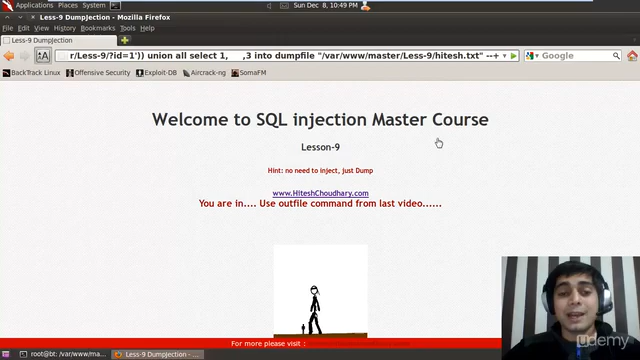 Applications Places System
Sun Dec 8, 10:49 PM
Less-9 DumpJection - Mozilla Firefox
File Edit View History Bookmarks Tools Help
Less-9 DumpJection
r/Less-9/?id=1')) union all select 1, ,3 into dumpfile "/var/www/master/Less-9/hitesh.txt" --+
Google
BackTrack Linux Offensive Security Exploit-DB Aircrack-ng SomaFM
Welcome to SQL injection Master Course
Lesson-9
Hint: no need to inject, just Dump
www.HiteshChoudhary.com
You are in.... Use outfile command from last video......
For more please visit :
root@bt: /var/www/ma...
Less-9 DumpJection - ...
udemy